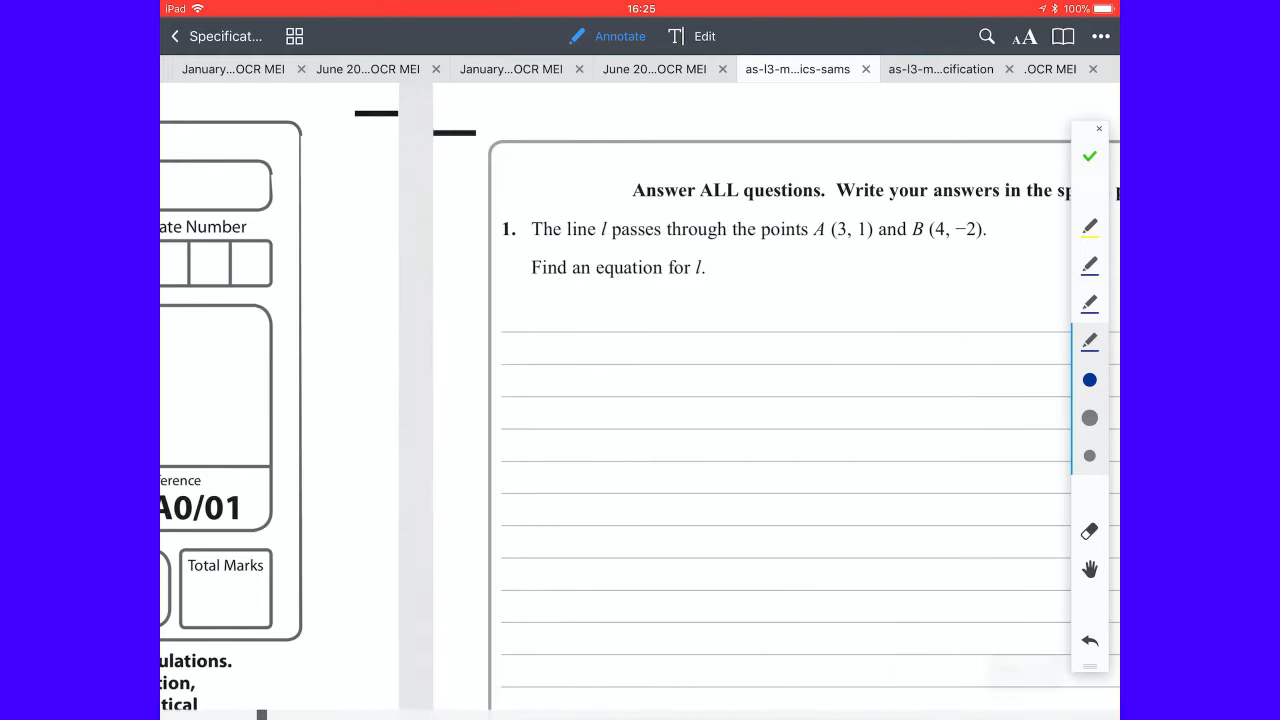 iPad 16:25 100%
Specificat... Annotate Edit AA
January...OCR MEI June 20...OCR MEI January...OCR MEI June 20...OCR MEI as-l3-m...ics-sams as-l3-m...cification .OCR MEI
Answer ALL questions. Write your answers in the sp
ate Number
1. The line l passes through the points A (3, 1) and B (4, −2).
Find an equation for l.
erence
A0/01
Total Marks
ulations.
tion,
tical